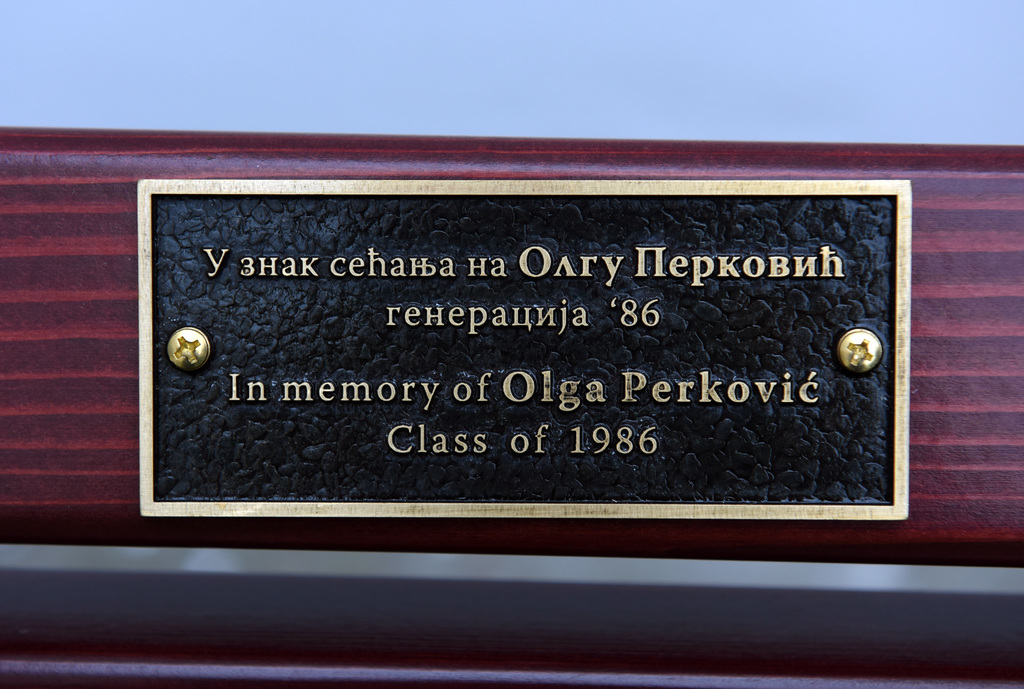 У знак сећања на Олгу Перковић
генерација ‘86
In memory of Olga Perković
Class of 1986